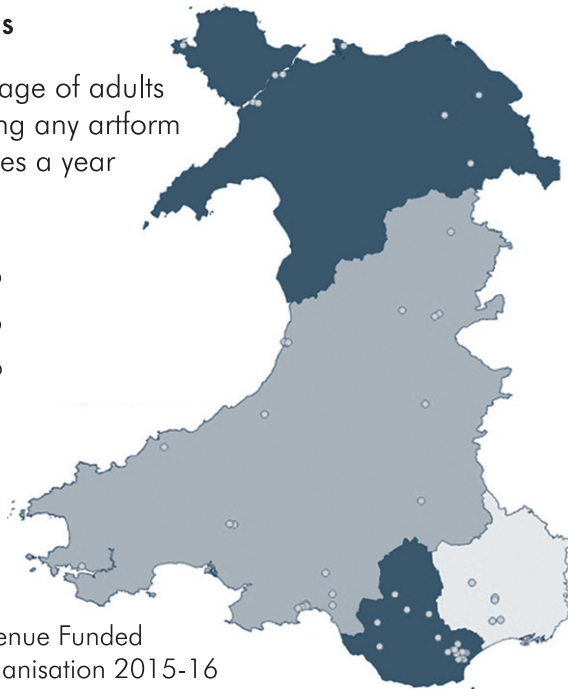 s
age of adults
ng any artform
es a year
enue Funded
anisation 2015-16